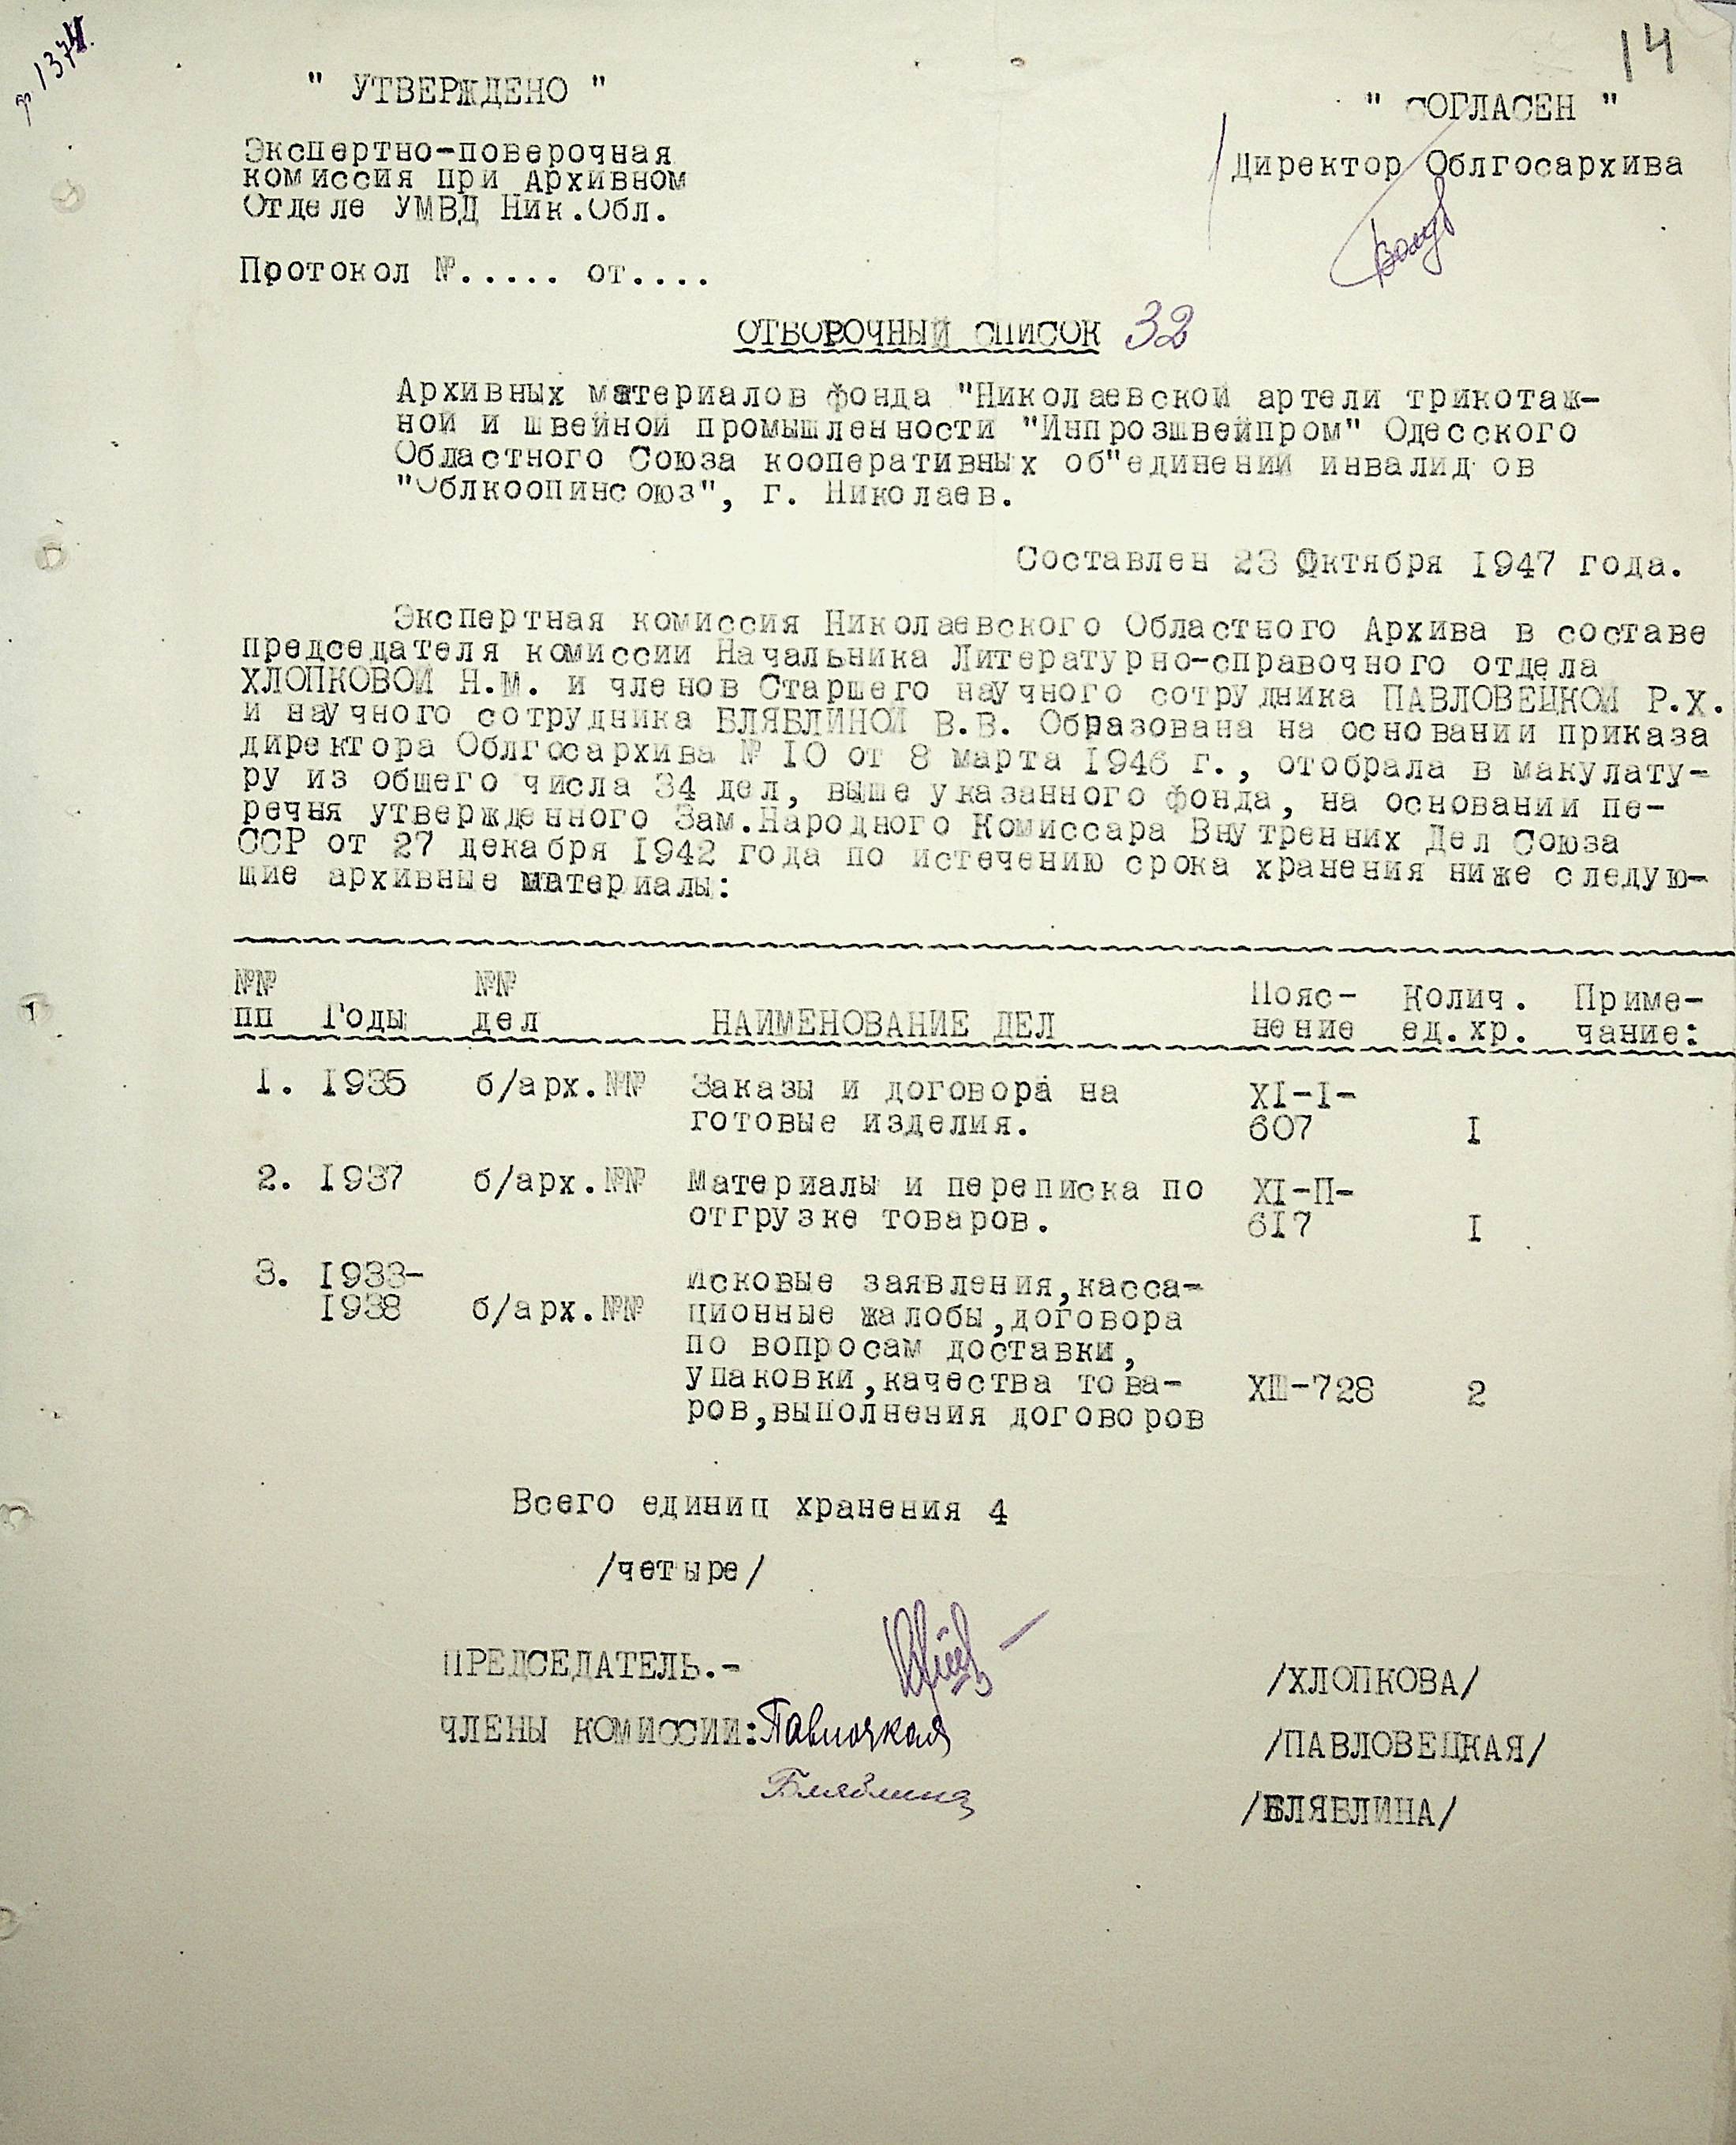 14
" УТВЕРЖДЕНО "
" СОГЛАСЕН "
Экспертно-поверочная
комиссия при Архивном
Отделе УМВД Ник.Обл.
Директор Облгосархива
Протокол №..... от....
ОТБОРОЧНЫЙ СПИСОК 32
Архивных материалов фонда "Николаевской артели трикотаж-
ной и швейной промышленности "Инпрозшвейпром" Одесского
Областного Союза кооперативных об"единений инвалидов
"Облкоопинсоюз", г. Николаев.
Составлен 23 Октября 1947 года.
Экспертная комиссия Николаевского Областного Архива в составе
председателя комиссии Начальника Литературно-справочного отдела
ХЛОПКОВОЙ Н.М. и членов Старшего научного сотрудника ПАВЛОВЕЦКОЙ Р.Х.
и научного сотрудника БЛЯБЛИНОЙ В.В. Образована на основании приказа
директора Облгосархива № 10 от 8 марта 1946 г., отобрала в макулату-
ру из общего числа 34 дел, выше указанного фонда, на основании пе-
речня утвержденного Зам.Народного Комиссара Внутренних Дел Союза
ССР от 27 декабря 1942 года по истечению срока хранения ниже следую-
щие архивные материалы:
№№ пп Годы №№ дел НАИМЕНОВАНИЕ ДЕЛ Пояс- нение Колич. ед.хр. Приме- чание:
1. 1935 б/арх.№№ Заказы и договора на XI-I-
готовые изделия. 607 I
2. 1937 б/арх.№№ Материалы и переписка по XI-П-
отгрузке товаров. 617 I
3. 1933- Исковые заявления,касса-
1938 б/арх.№№ ционные жалобы,договора
по вопросам доставки,
упаковки,качества това- XIII-728 2
ров,выполнения договоров
Всего единиц хранения 4
/четыре/
ПРЕДСЕДАТЕЛЬ.- /ХЛОПКОВА/
ЧЛЕНЫ КОМИССИИ: /ПАВЛОВЕЦКАЯ/
Бляблина /БЛЯБЛИНА/